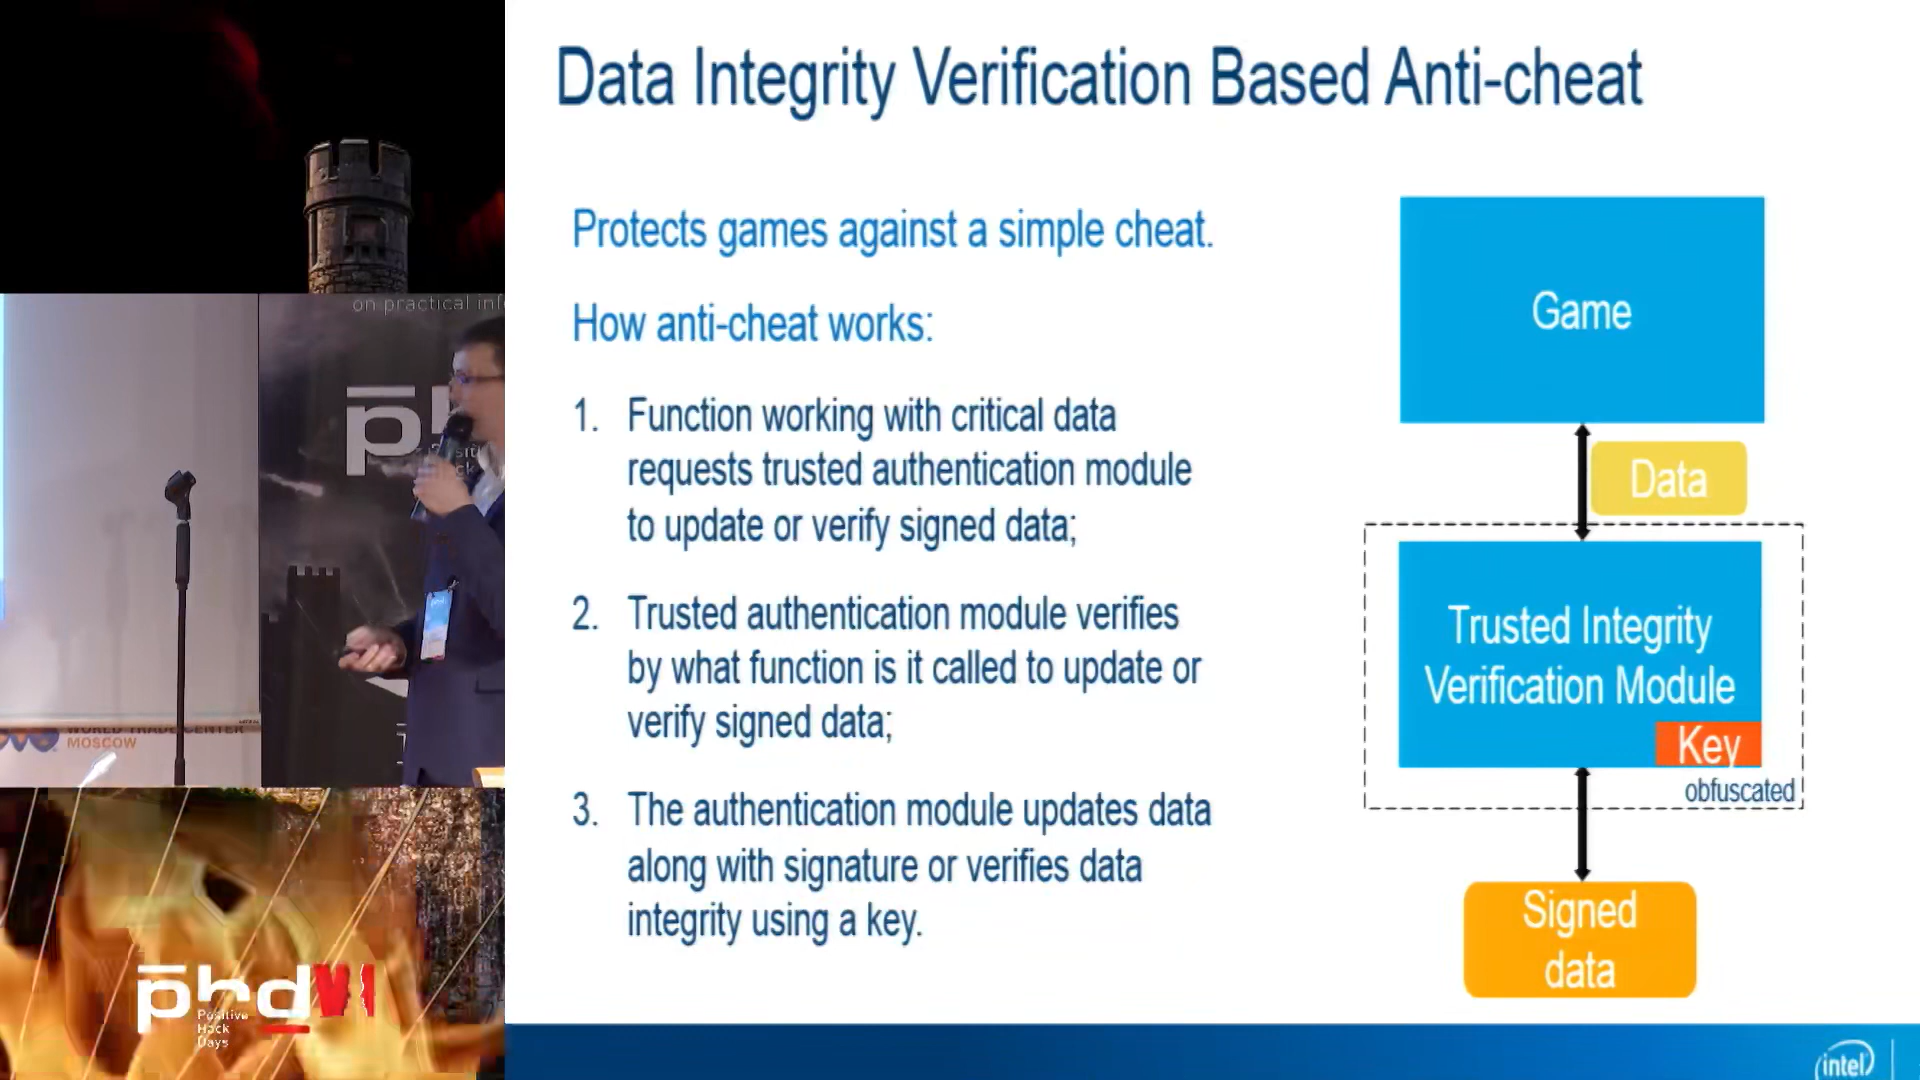 Data Integrity Verification Based Anti-cheat
Protects games against a simple cheat.
How anti-cheat works:
1. Function working with critical data
requests trusted authentication module
to update or verify signed data;
2. Trusted authentication module verifies
by what function is it called to update or
verify signed data;
3. The authentication module updates data
along with signature or verifies data
integrity using a key.
Game
Data
Trusted Integrity
Verification Module
Key
obfuscated
Signed
data
intel
on practical inf
WORLD TRADE CENTER
MOSCOW
phdVI
Positive
Hack
Days